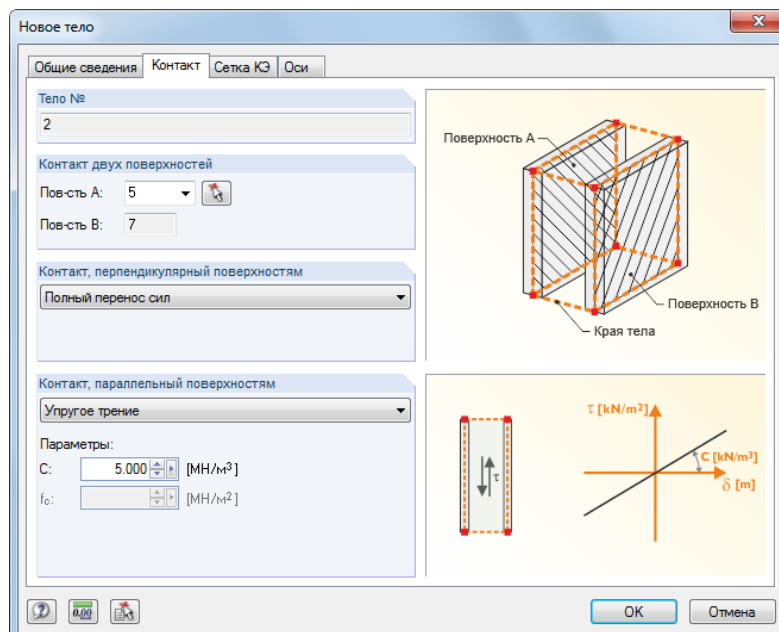 Новое тело
Общие сведения Контакт Сетка КЭ Оси
Тело №
2
Контакт двух поверхностей
Пов-сть A: 5
Пов-сть B: 7
Контакт, перпендикулярный поверхностям
Полный перенос сил
Контакт, параллельный поверхностям
Упругое трение
Параметры:
C: 5.000 [МН/м³]
fc: [МН/м²]
Поверхность A
Поверхность B
Края тела
τ
τ [kN/m²]
C [kN/m³]
δ [m]
0.00
OK Отмена